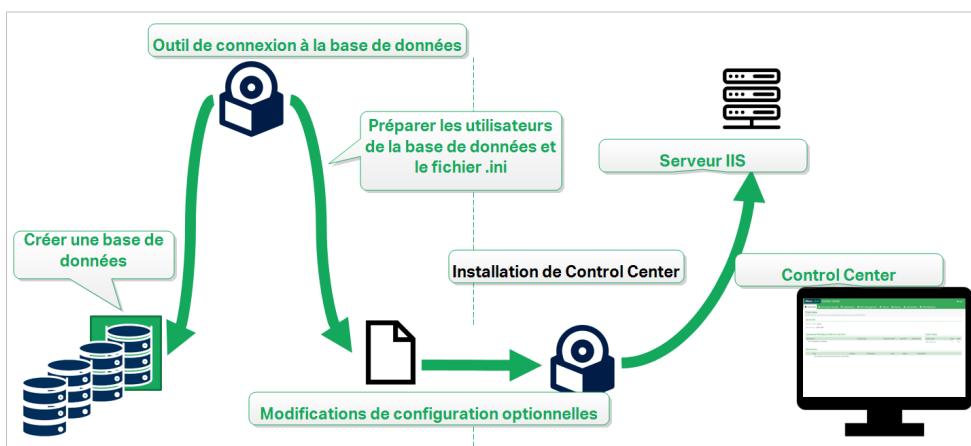 Outil de connexion à la base de données
Préparer les utilisateurs
de la base de données et
le fichier .ini
Serveur IIS
Créer une base de
données
Installation de Control Center
Control Center
Modifications de configuration optionnelles